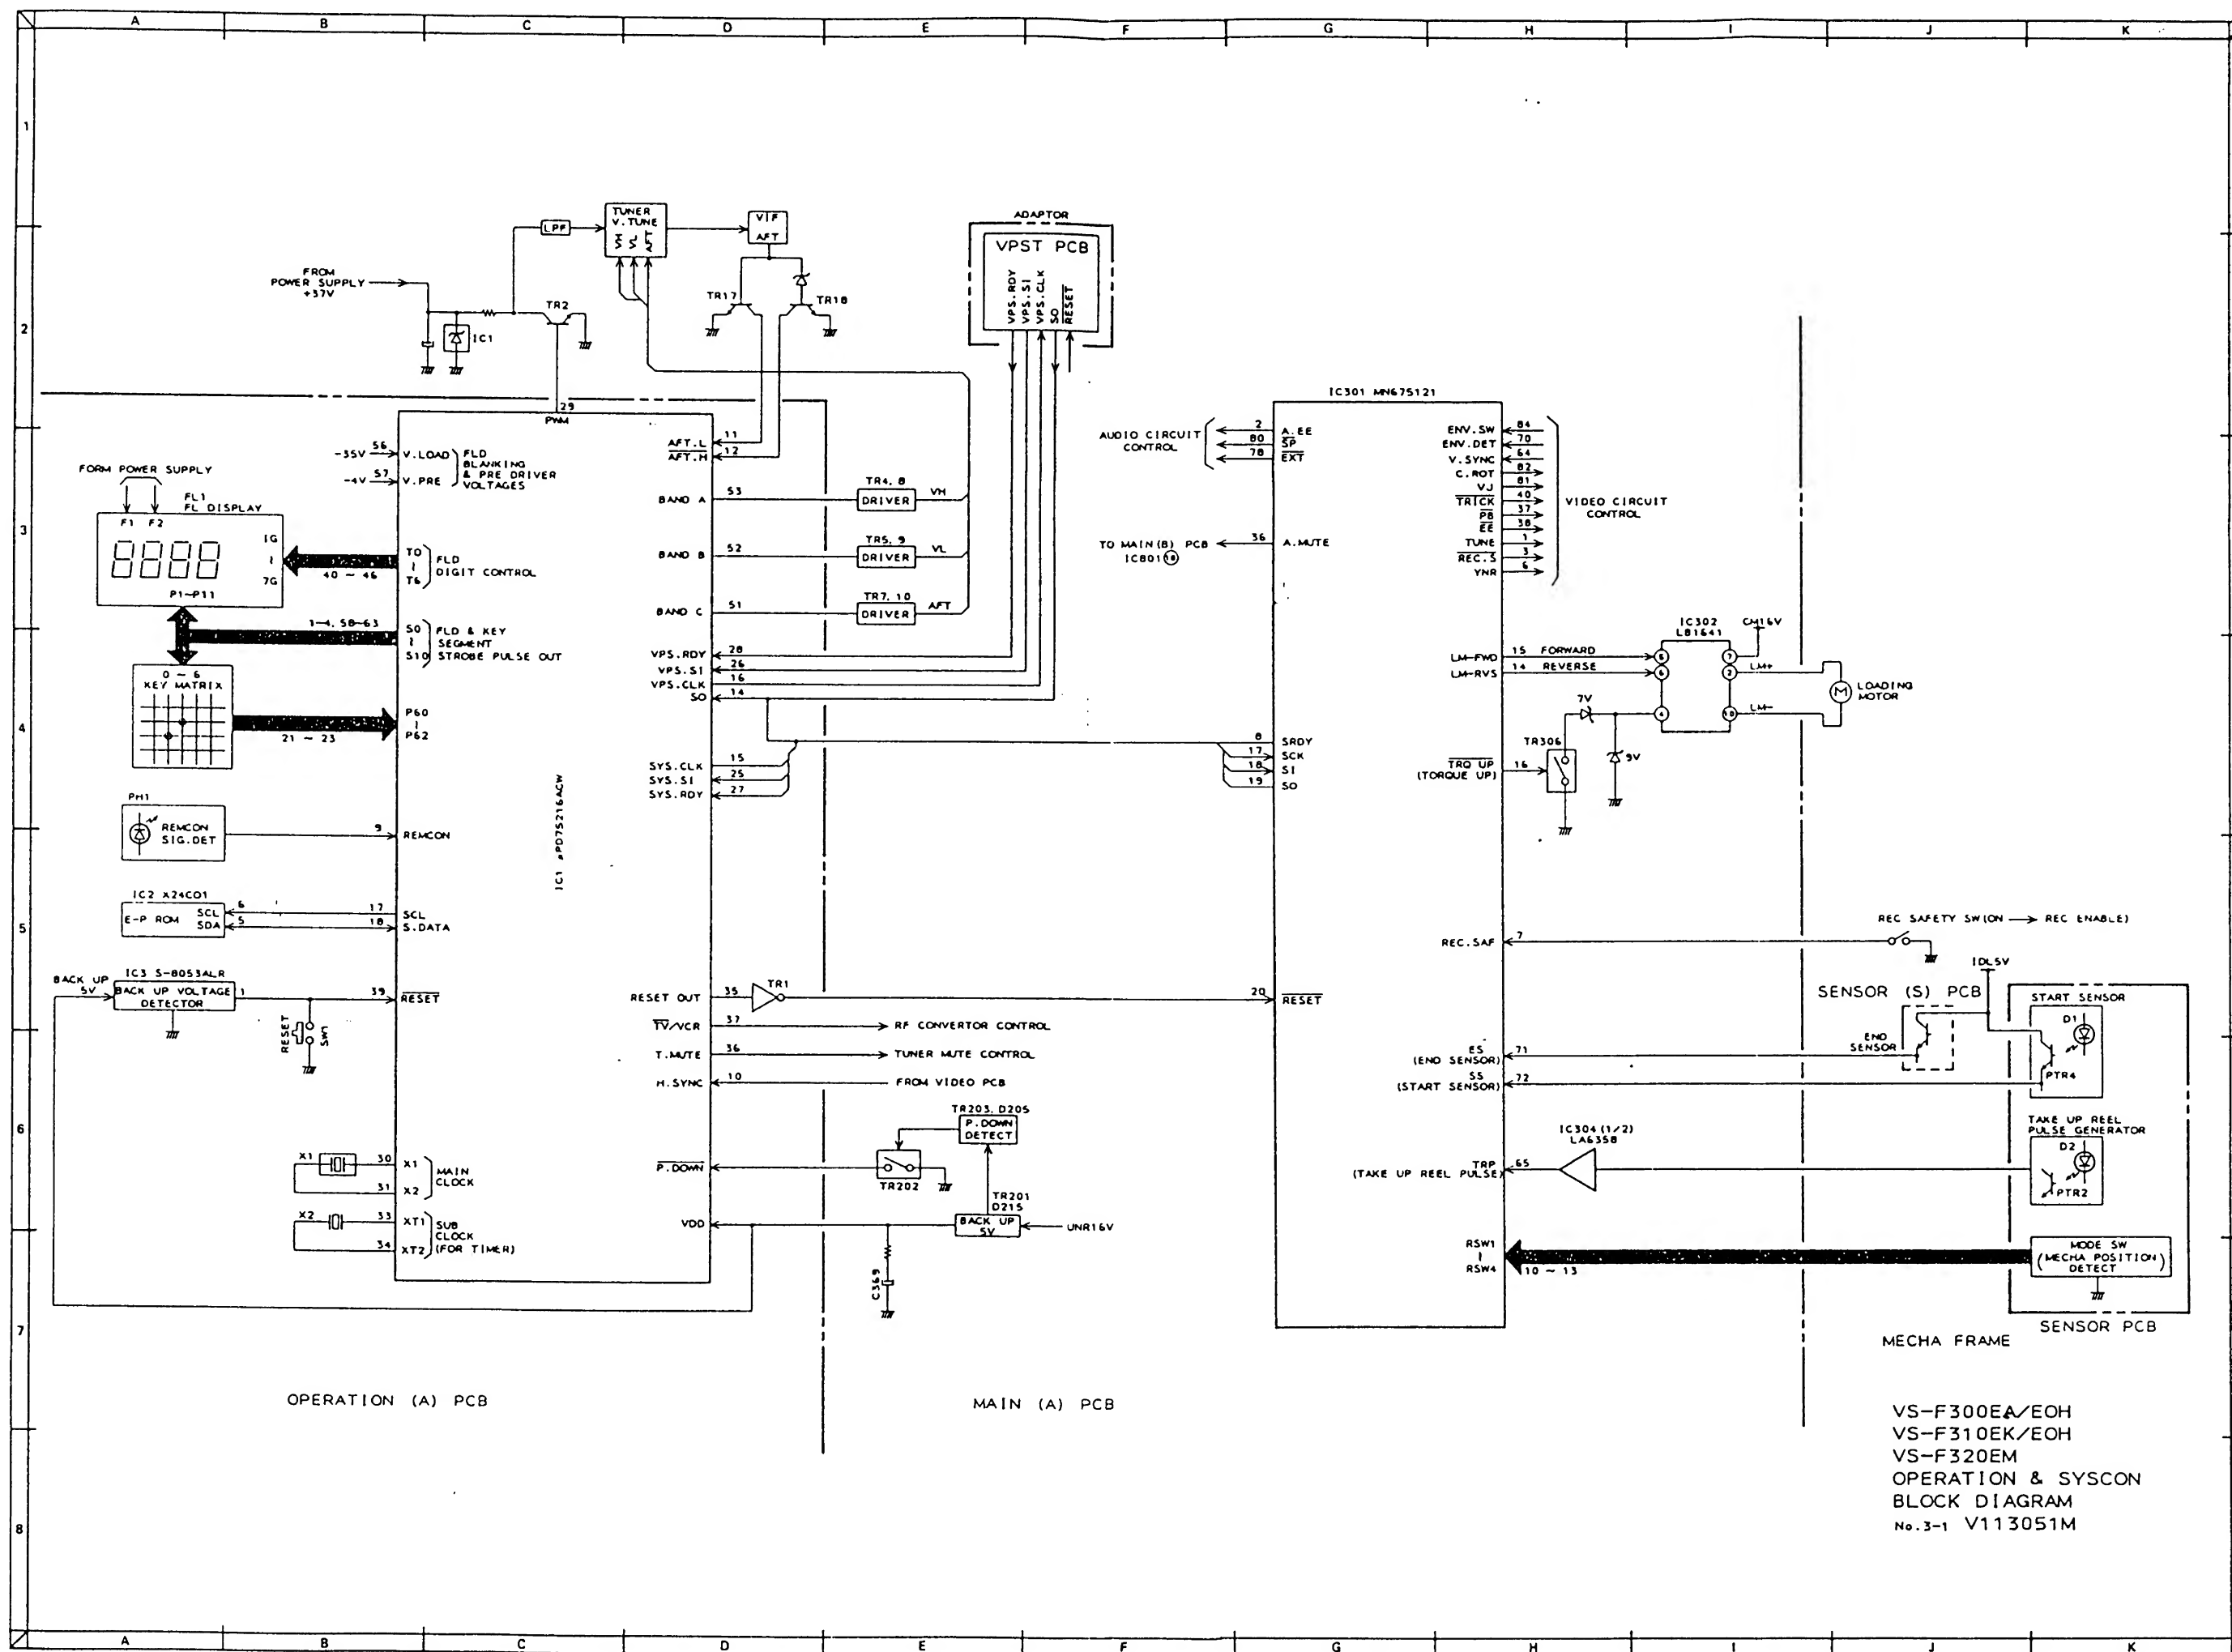 A B C D E F G H I J K
1
2
3
4
5
6
7
8
FROM
POWER SUPPLY
+37V
LPF
TUNER
V.TUNE
VH
VL
AFT
VIF
AFT
TR2
IC1
TR17
TR18
ADAPTOR
VPST PCB
VPS.RDY
VPS.SI
VPS.CLK
SO
RESET
29
PWM
-35V 56 V.LOAD
-4V 57 V.PRE
FLD
BLANKING
& PRE DRIVER
VOLTAGES
FORM POWER SUPPLY
FL1
FL DISPLAY
F1 F2
8888
1G
~
7G
P1~P11
40 ~ 46
T0
~
T6
FLD
DIGIT CONTROL
1-4, 58-63
S0
~
S10
FLD & KEY
SEGMENT
STROBE PULSE OUT
0 ~ 6
KEY MATRIX
21 ~ 23
P60
~
P62
PH1
REMCON
SIG.DET
9 REMCON
IC2 X24C01
E-P ROM
SCL 6 17 SCL
SDA 5 18 S.DATA
BACK UP
5V
IC3 S-8053ALR
BACK UP VOLTAGE
DETECTOR
1 39 RESET
RESET
SW1
X1 30 X1
31 X2
MAIN
CLOCK
X2 33 XT1
34 XT2
SUB
CLOCK
(FOR TIMER)
IC1 μPD75216ACW
AFT.L 11
AFT.H 12
BAND A 53
TR4, 8
DRIVER VH
BAND B 52
TR5, 9
DRIVER VL
BAND C 51
TR7, 10
DRIVER AFT
VPS.RDY 28
VPS.SI 26
VPS.CLK 16
SO 14
SYS.CLK 15
SYS.SI 25
SYS.RDY 27
RESET OUT 35 TR1
TV/VCR 37 RF CONVERTOR CONTROL
T.MUTE 36 TUNER MUTE CONTROL
H.SYNC 10 FROM VIDEO PCB
TR203, D205
P.DOWN
DETECT
P.DOWN
TR202
TR201
D215
VDD
BACK UP
5V
UNR16V
C369
IC301 MN675121
AUDIO CIRCUIT
CONTROL
2 A.EE
80 SP
78 EXT
TO MAIN(B) PCB
IC801⑱
36 A.MUTE
8 SRDY
17 SCK
18 SI
19 SO
20 RESET
ENV.SW 84
ENV.DET 70
V.SYNC 64
C.ROT 82
VJ 81
TRICK 40
PB 37
EE 38
TUNE 1
REC.S 3
YNR 6
VIDEO CIRCUIT
CONTROL
IC302
LB1641
CM16V
LM-FWD 15 FORWARD 5 7
LM-RVS 14 REVERSE 6 2 LM+
4 10 LM-
M LOADING
MOTOR
7V
9V
TR306
TRQ UP
(TORQUE UP) 16
REC SAFETY SW(ON → REC ENABLE)
REC.SAF 7
IDL5V
SENSOR (S) PCB
START SENSOR
D1
PTR4
END
SENSOR
ES
(END SENSOR) 71
SS
(START SENSOR) 72
TAKE UP REEL
PULSE GENERATOR
D2
PTR2
IC304(1/2)
LA6358
TRP
(TAKE UP REEL PULSE) 65
RSW1
~
RSW4
10 ~ 13
MODE SW
(MECHA POSITION)
DETECT
SENSOR PCB
MECHA FRAME
OPERATION (A) PCB
MAIN (A) PCB
VS-F300EA/EOH
VS-F310EK/EOH
VS-F320EM
OPERATION & SYSCON
BLOCK DIAGRAM
No.3-1 V113051M
A B C D E F G H I J K